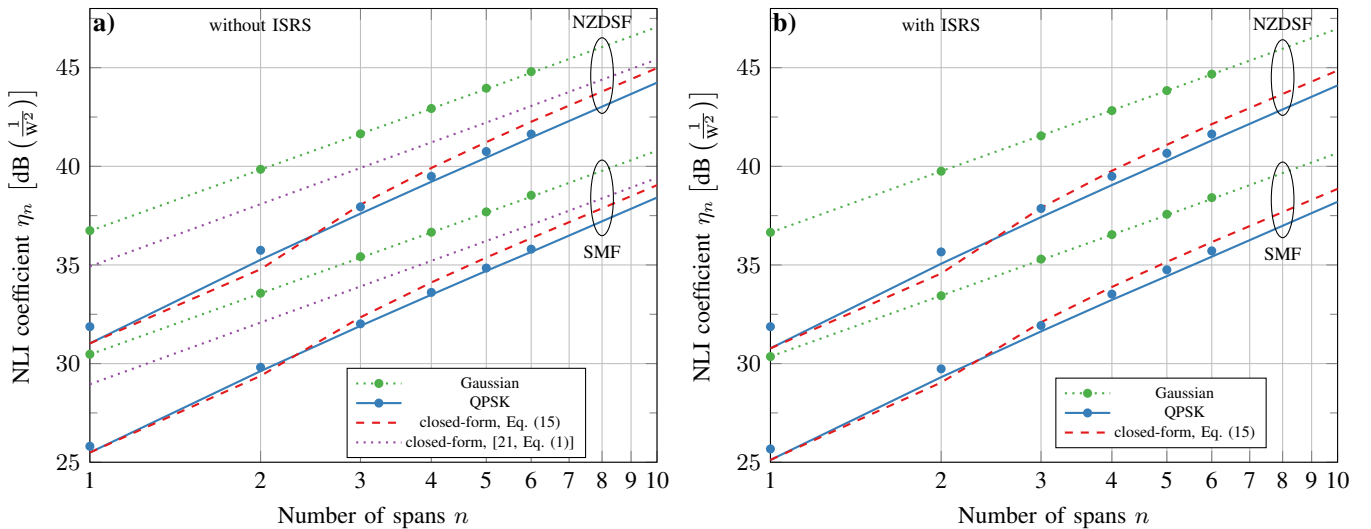 a)
without ISRS
NZDSF
SMF
45
40
35
30
25
NLI coefficient ηn [dB (1/W²)]
Gaussian
QPSK
closed-form, Eq. (15)
closed-form, [21, Eq. (1)]
1 2 3 4 5 6 7 8 9 10
Number of spans n
b)
with ISRS
NZDSF
SMF
45
40
35
30
25
NLI coefficient ηn [dB (1/W²)]
Gaussian
QPSK
closed-form, Eq. (15)
1 2 3 4 5 6 7 8 9 10
Number of spans n